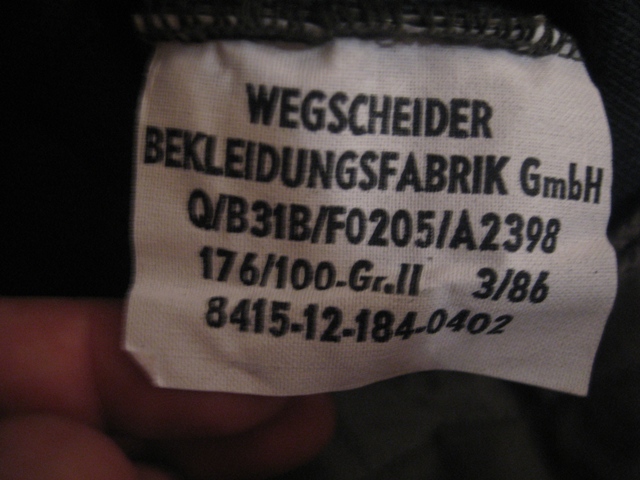 WEGSCHEIDER
BEKLEIDUNGSFABRIK GmbH
Q/B31B/F0205/A2398
176/100-Gr.II 3/86
8415-12-184-0402